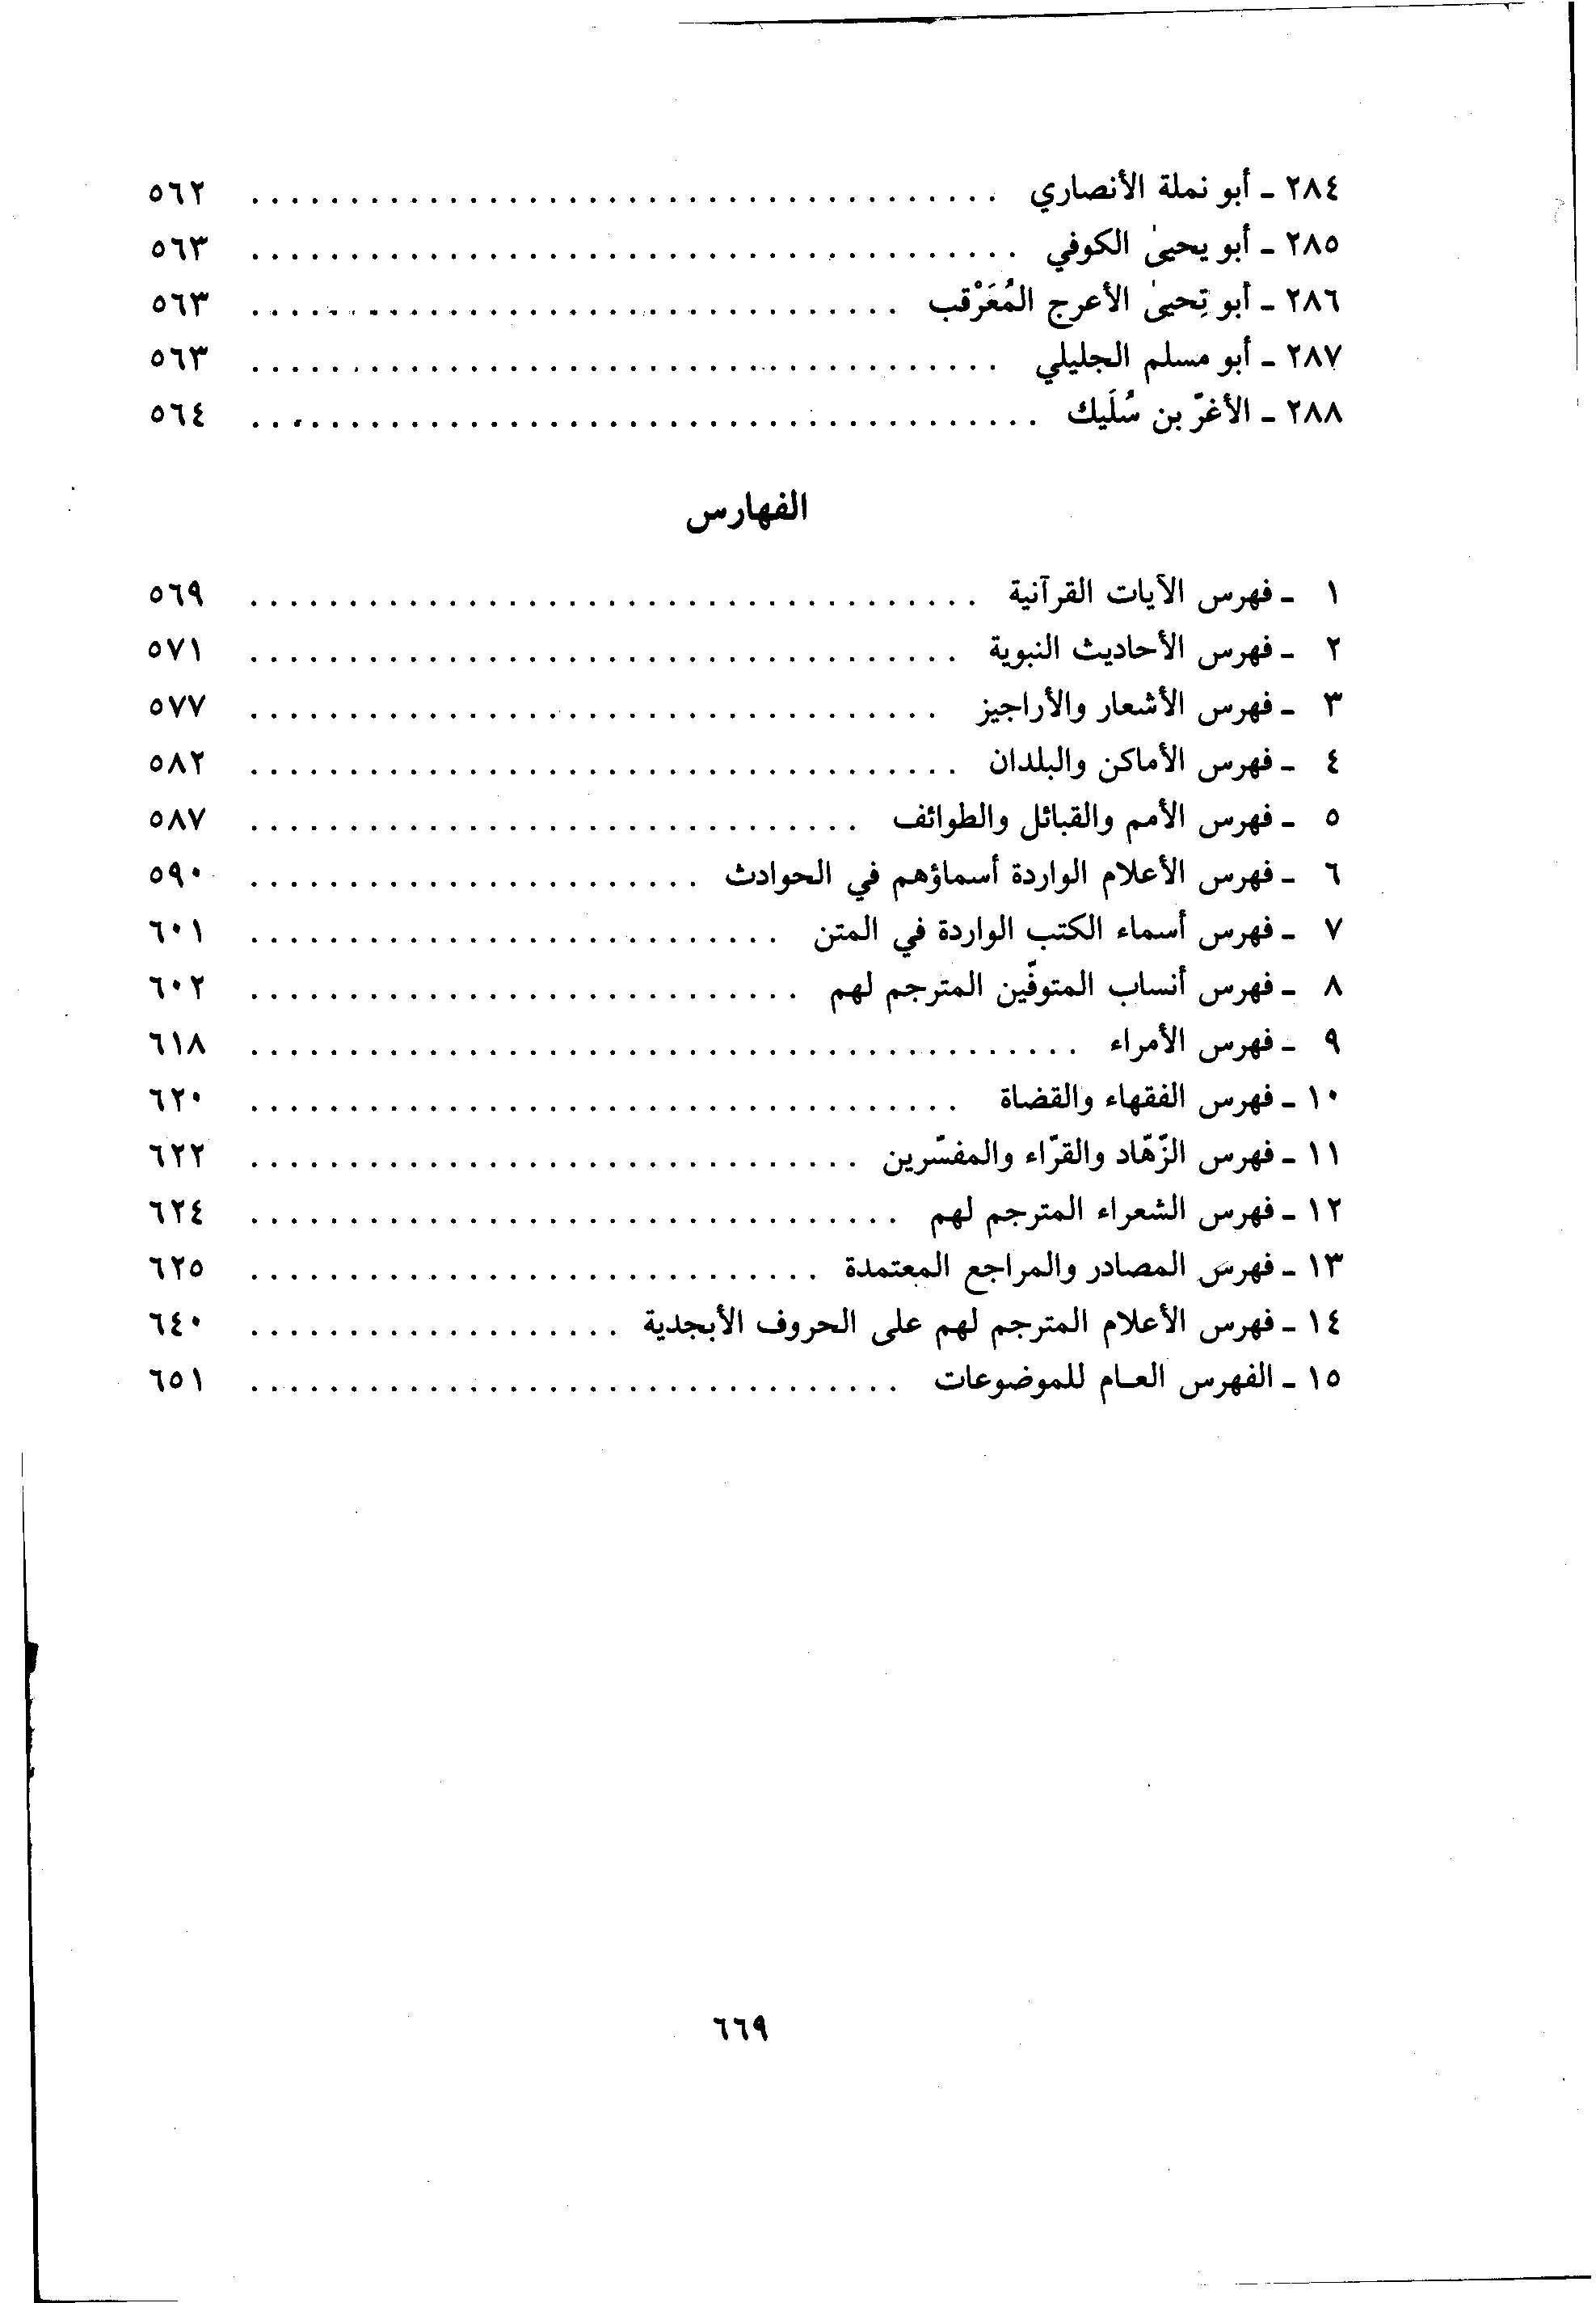 ٢٨٤ - أبو نملة الأنصاري . . . . . . . . . . . . . . . . . . . . ٥٦٢
٢٨٥ - أبو يحيىٰ الكوفي . . . . . . . . . . . . . . . . . . . . ٥٦٣
٢٨٦ - أبو تِحيىٰ الأعرج المُعَرْقب . . . . . . . . . . . . . . . . . . . . ٥٦٣
٢٨٧ - أبو مسلم الجليلي . . . . . . . . . . . . . . . . . . . . ٥٦٣
٢٨٨ - الأغرّ بن سُلَيك . . . . . . . . . . . . . . . . . . . . ٥٦٤
الفهارس
١ - فهرس الآيات القرآنية . . . . . . . . . . . . . . . . . . . . ٥٦٩
٢ - فهرس الأحاديث النبوية . . . . . . . . . . . . . . . . . . . . ٥٧١
٣ - فهرس الأشعار والأراجيز . . . . . . . . . . . . . . . . . . . . ٥٧٧
٤ - فهرس الأماكن والبلدان . . . . . . . . . . . . . . . . . . . . ٥٨٢
٥ - فهرس الأمم والقبائل والطوائف . . . . . . . . . . . . . . . . . . . . ٥٨٧
٦ - فهرس الأعلام الواردة أسماؤهم في الحوادث . . . . . . . . . . . . . . . . . . . . ٥٩٠
٧ - فهرس أسماء الكتب الواردة في المتن . . . . . . . . . . . . . . . . . . . . ٦٠١
٨ - فهرس أنساب المتوفّين المترجم لهم . . . . . . . . . . . . . . . . . . . . ٦٠٢
٩ - فهرس الأمراء . . . . . . . . . . . . . . . . . . . . ٦١٨
١٠ - فهرس الفقهاء والقضاة . . . . . . . . . . . . . . . . . . . . ٦٢٠
١١ - فهرس الزّهّاد والقرّاء والمفسّرين . . . . . . . . . . . . . . . . . . . . ٦٢٢
١٢ - فهرس الشعراء المترجم لهم . . . . . . . . . . . . . . . . . . . . ٦٢٤
١٣ - فهرس المصادر والمراجع المعتمدة . . . . . . . . . . . . . . . . . . . . ٦٢٥
١٤ - فهرس الأعلام المترجم لهم على الحروف الأبجدية . . . . . . . . . . . . . . . . . . . ٦٤٠
١٥ - الفهرس العـام للموضوعات . . . . . . . . . . . . . . . . . . . . ٦٥١
٦٦٩